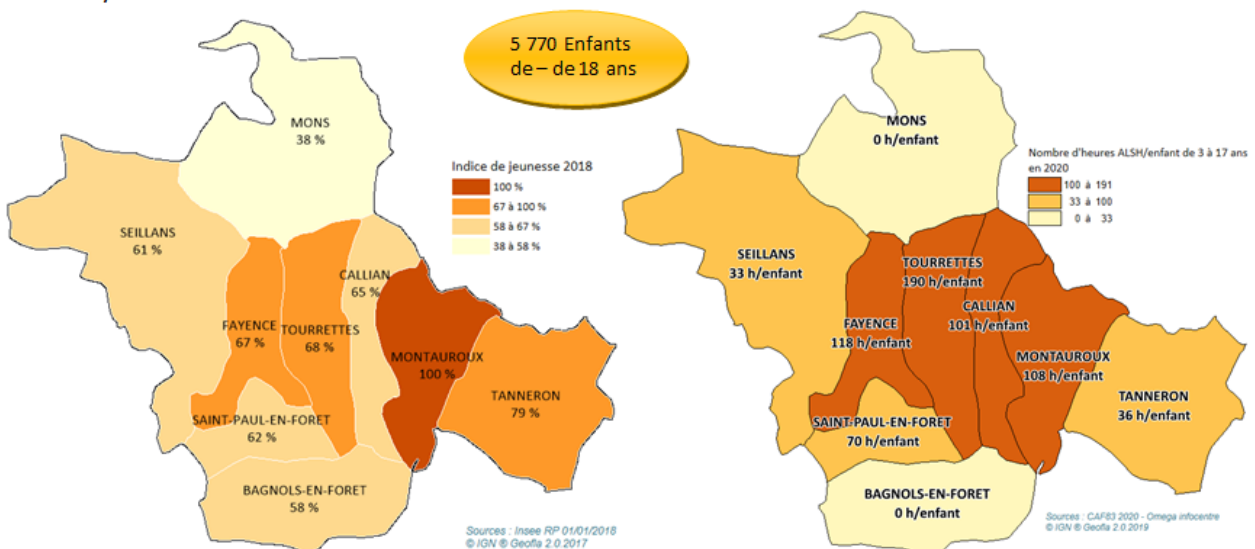 5 770 Enfants
de – de 18 ans
MONS
38 %
SEILLANS
61 %
CALLIAN
65 %
FAYENCE
67 %
TOURRETTES
68 %
MONTAUROUX
100 %
TANNERON
79 %
SAINT-PAUL-EN-FORET
62 %
BAGNOLS-EN-FORET
58 %
Indice de jeunesse 2018
100 %
67 à 100 %
58 à 67 %
38 à 58 %
Sources : Insee RP 01/01/2018
© IGN ® Geofla 2.0 2017
MONS
0 h/enfant
SEILLANS
33 h/enfant
TOURRETTES
190 h/enfant
CALLIAN
101 h/enfant
FAYENCE
118 h/enfant
MONTAUROUX
108 h/enfant
TANNERON
36 h/enfant
SAINT-PAUL-EN-FORET
70 h/enfant
BAGNOLS-EN-FORET
0 h/enfant
Nombre d'heures ALSH/enfant de 3 à 17 ans
en 2020
100 à 191
33 à 100
0 à 33
Sources : CAF83 2020 - Omega infocentre
© IGN ® Geofla 2.0 2019